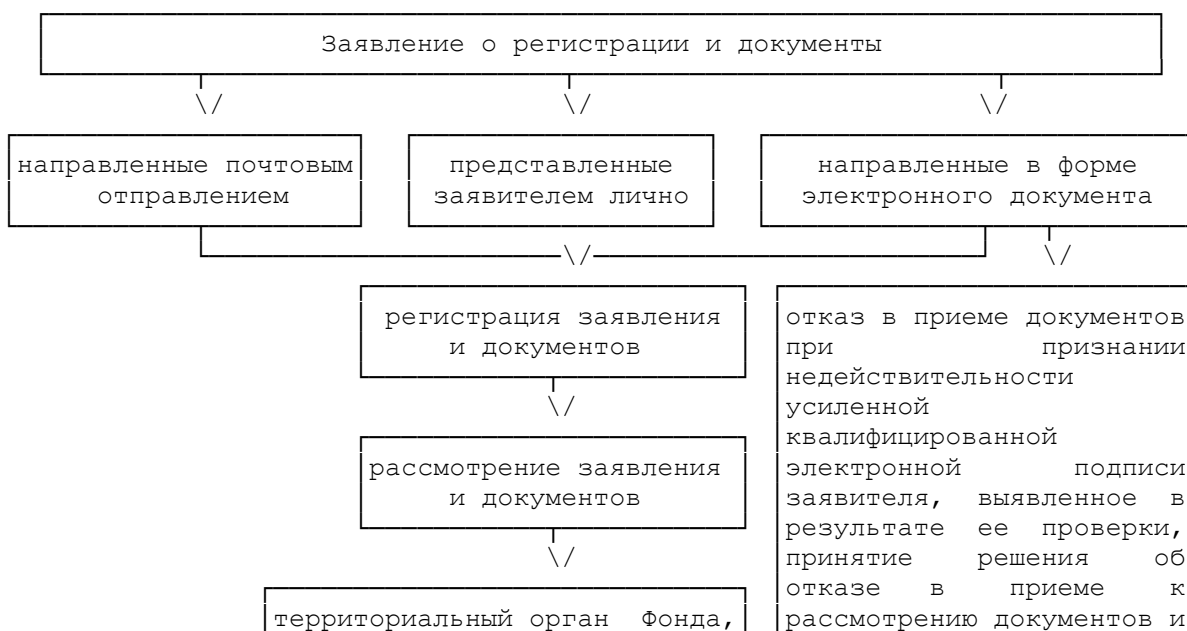 Заявление о регистрации и документы
направленные почтовым
отправлением
представленные
заявителем лично
направленные в форме
электронного документа
регистрация заявления
и документов
рассмотрение заявления
и документов
территориальный орган Фонда,
отказ в приеме документов
при признании
недействительности
усиленной
квалифицированной
электронной подписи
заявителя, выявленное в
результате ее проверки,
принятие решения об
отказе в приеме к
рассмотрению документов и